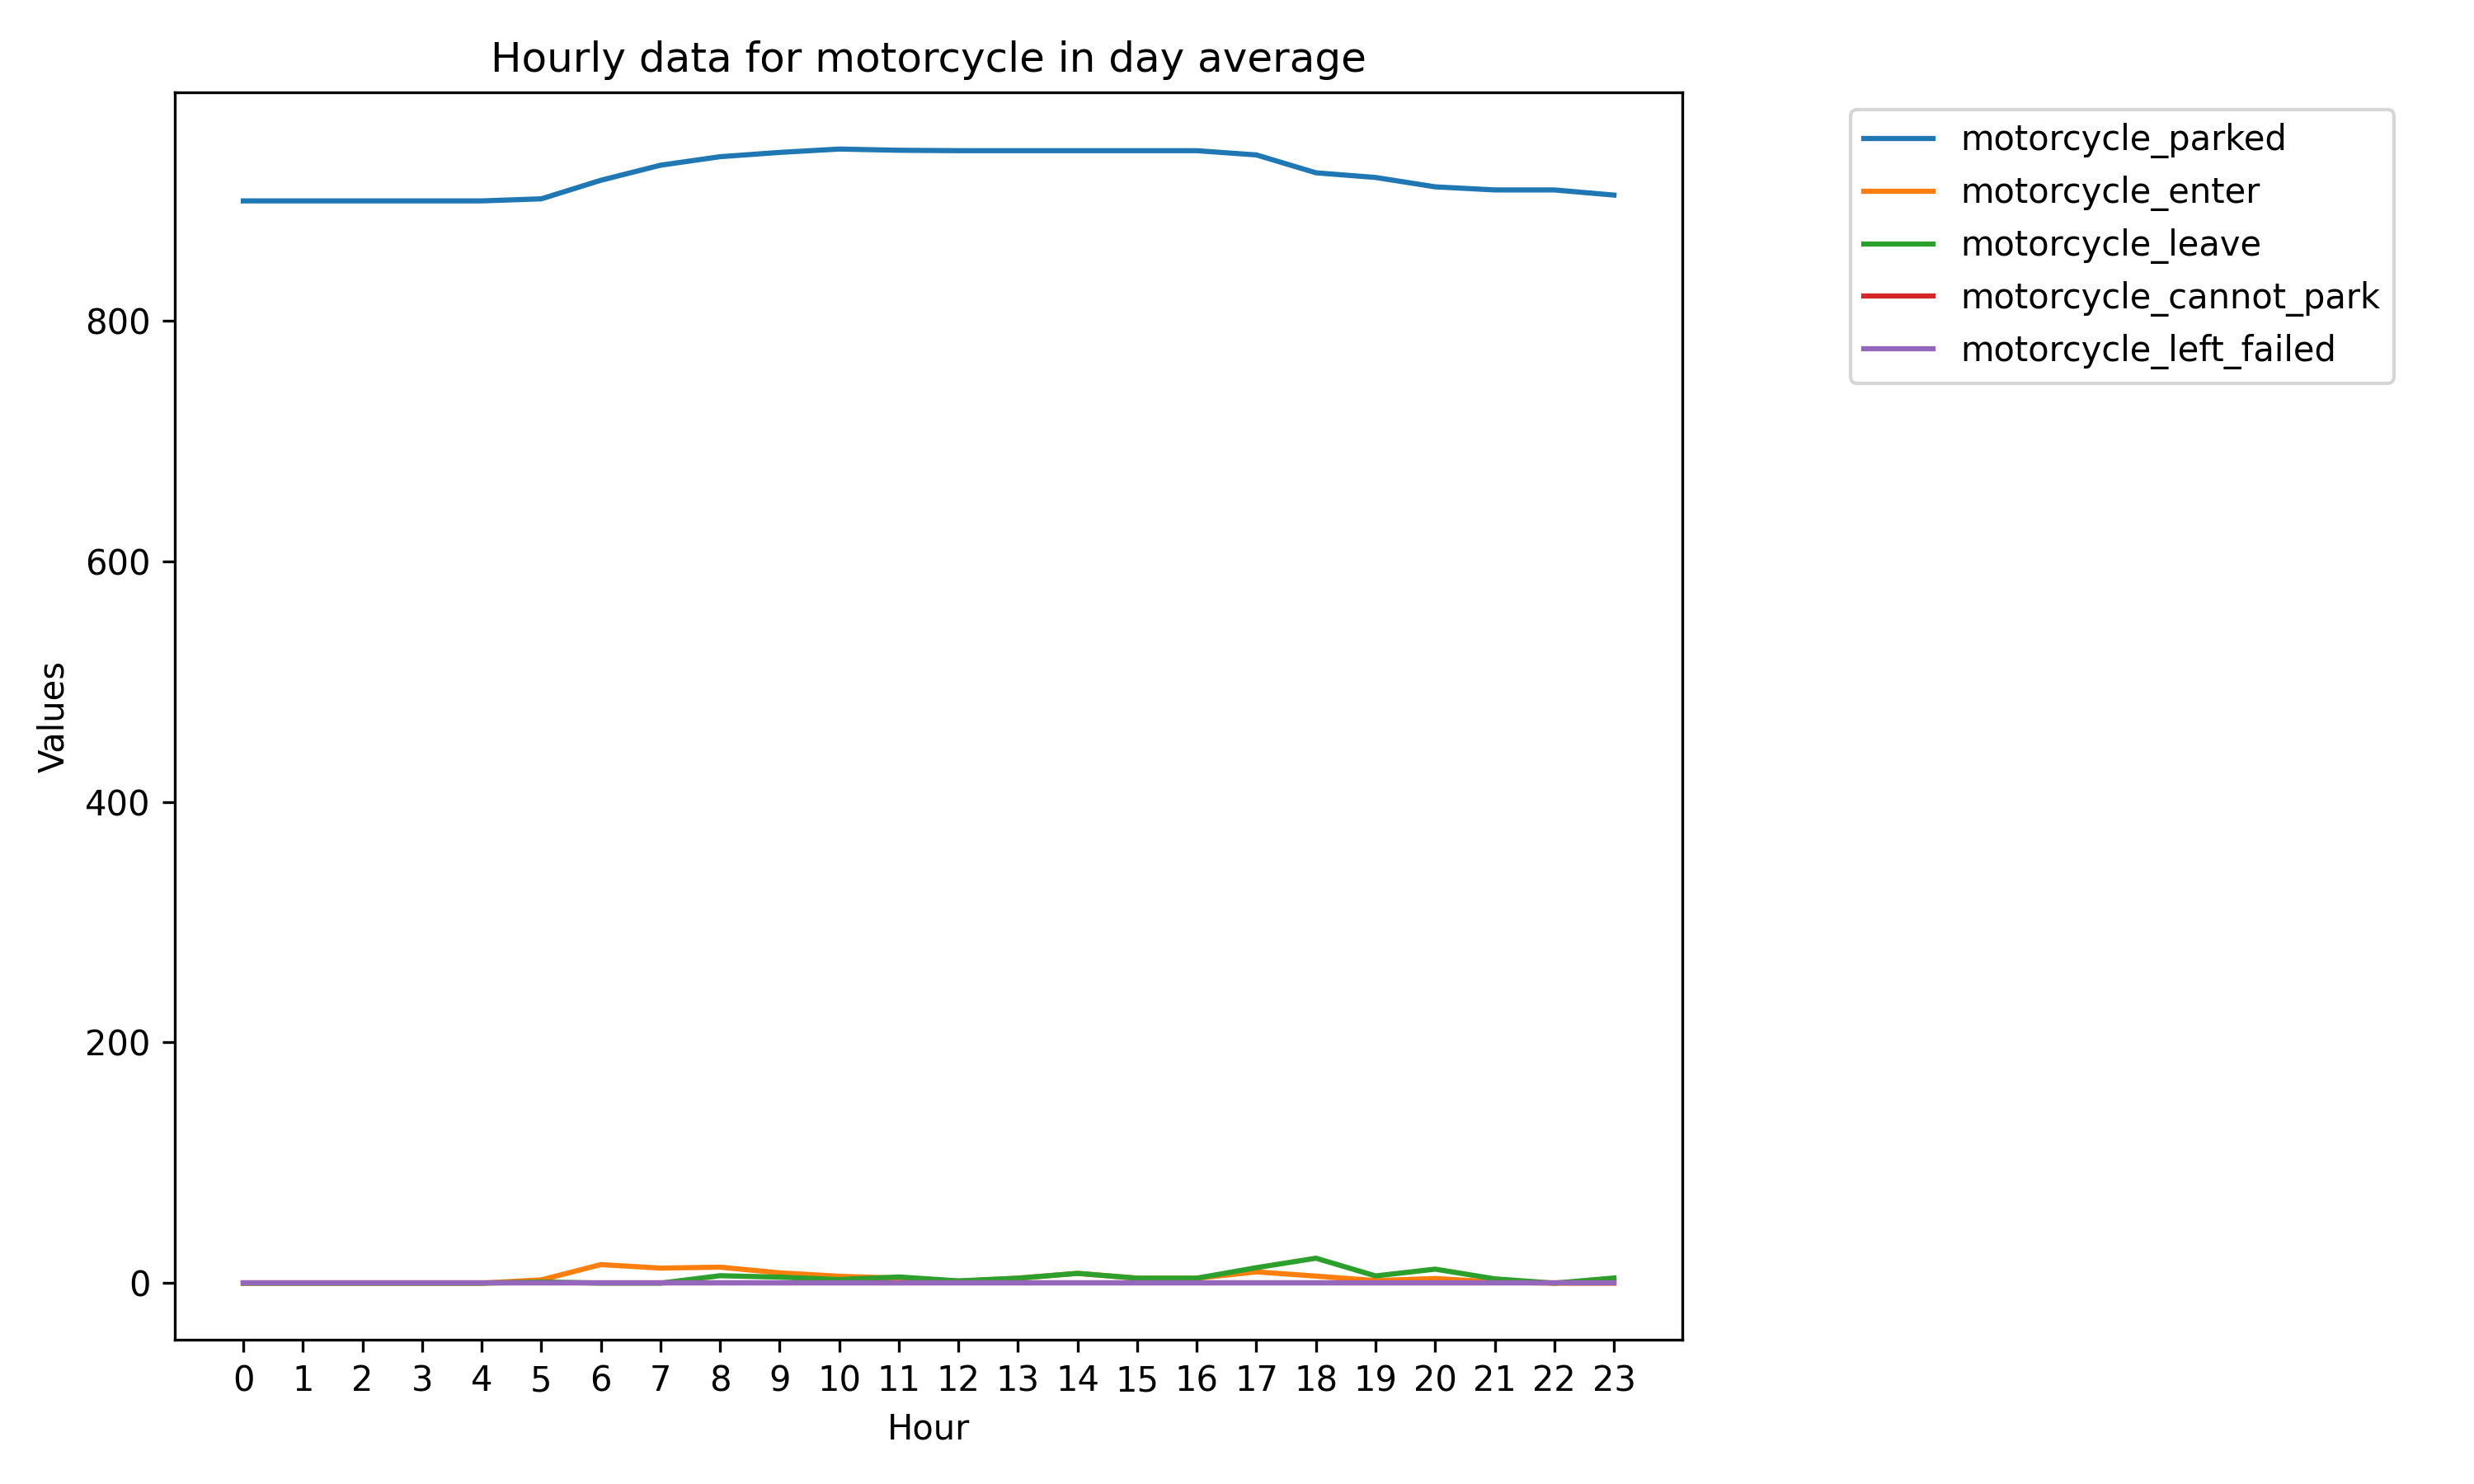 Hourly data for motorcycle in day average
motorcycle_parked
motorcycle_enter
motorcycle_leave
motorcycle_cannot_park
motorcycle_left_failed
800
600
400
200
0
Values
0 1 2 3 4 5 6 7 8 9 10 11 12 13 14 15 16 17 18 19 20 21 22 23
Hour